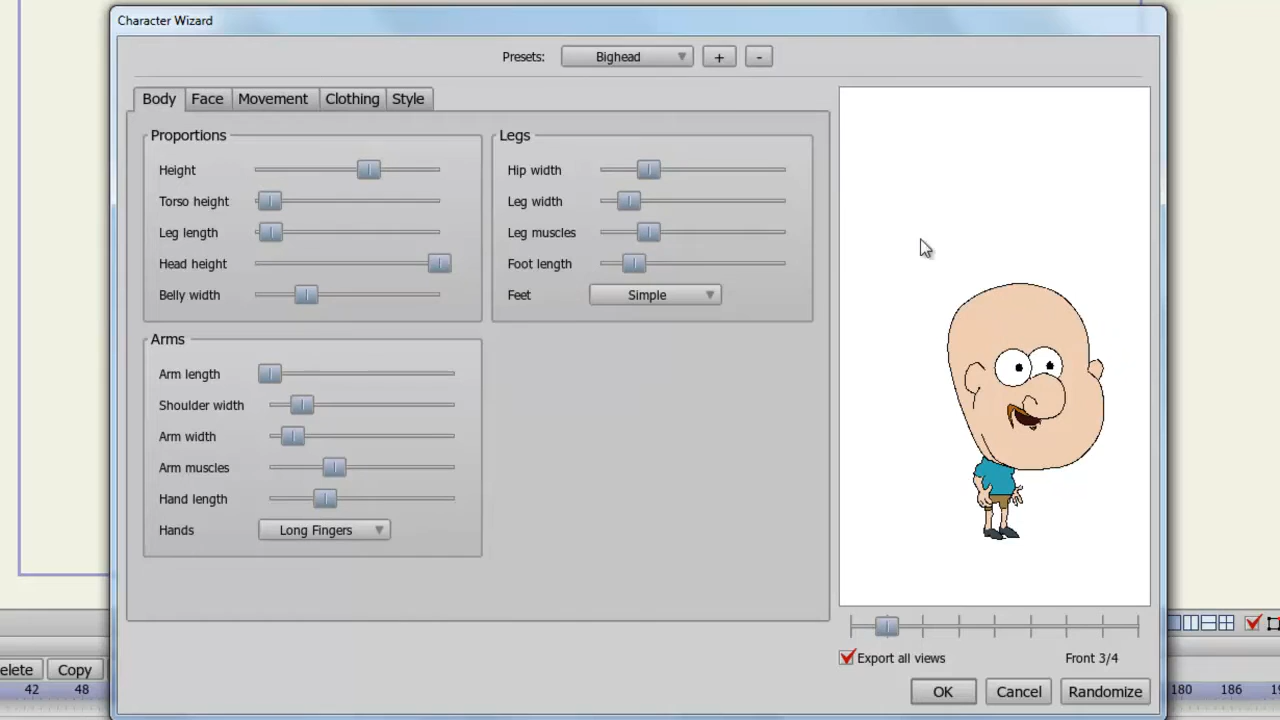 Character Wizard
Presets: Bighead + -
Body Face Movement Clothing Style
Proportions
Height
Torso height
Leg length
Head height
Belly width
Legs
Hip width
Leg width
Leg muscles
Foot length
Feet Simple
Arms
Arm length
Shoulder width
Arm width
Arm muscles
Hand length
Hands Long Fingers
Export all views Front 3/4
OK Cancel Randomize
elete Copy
42 48 180 186